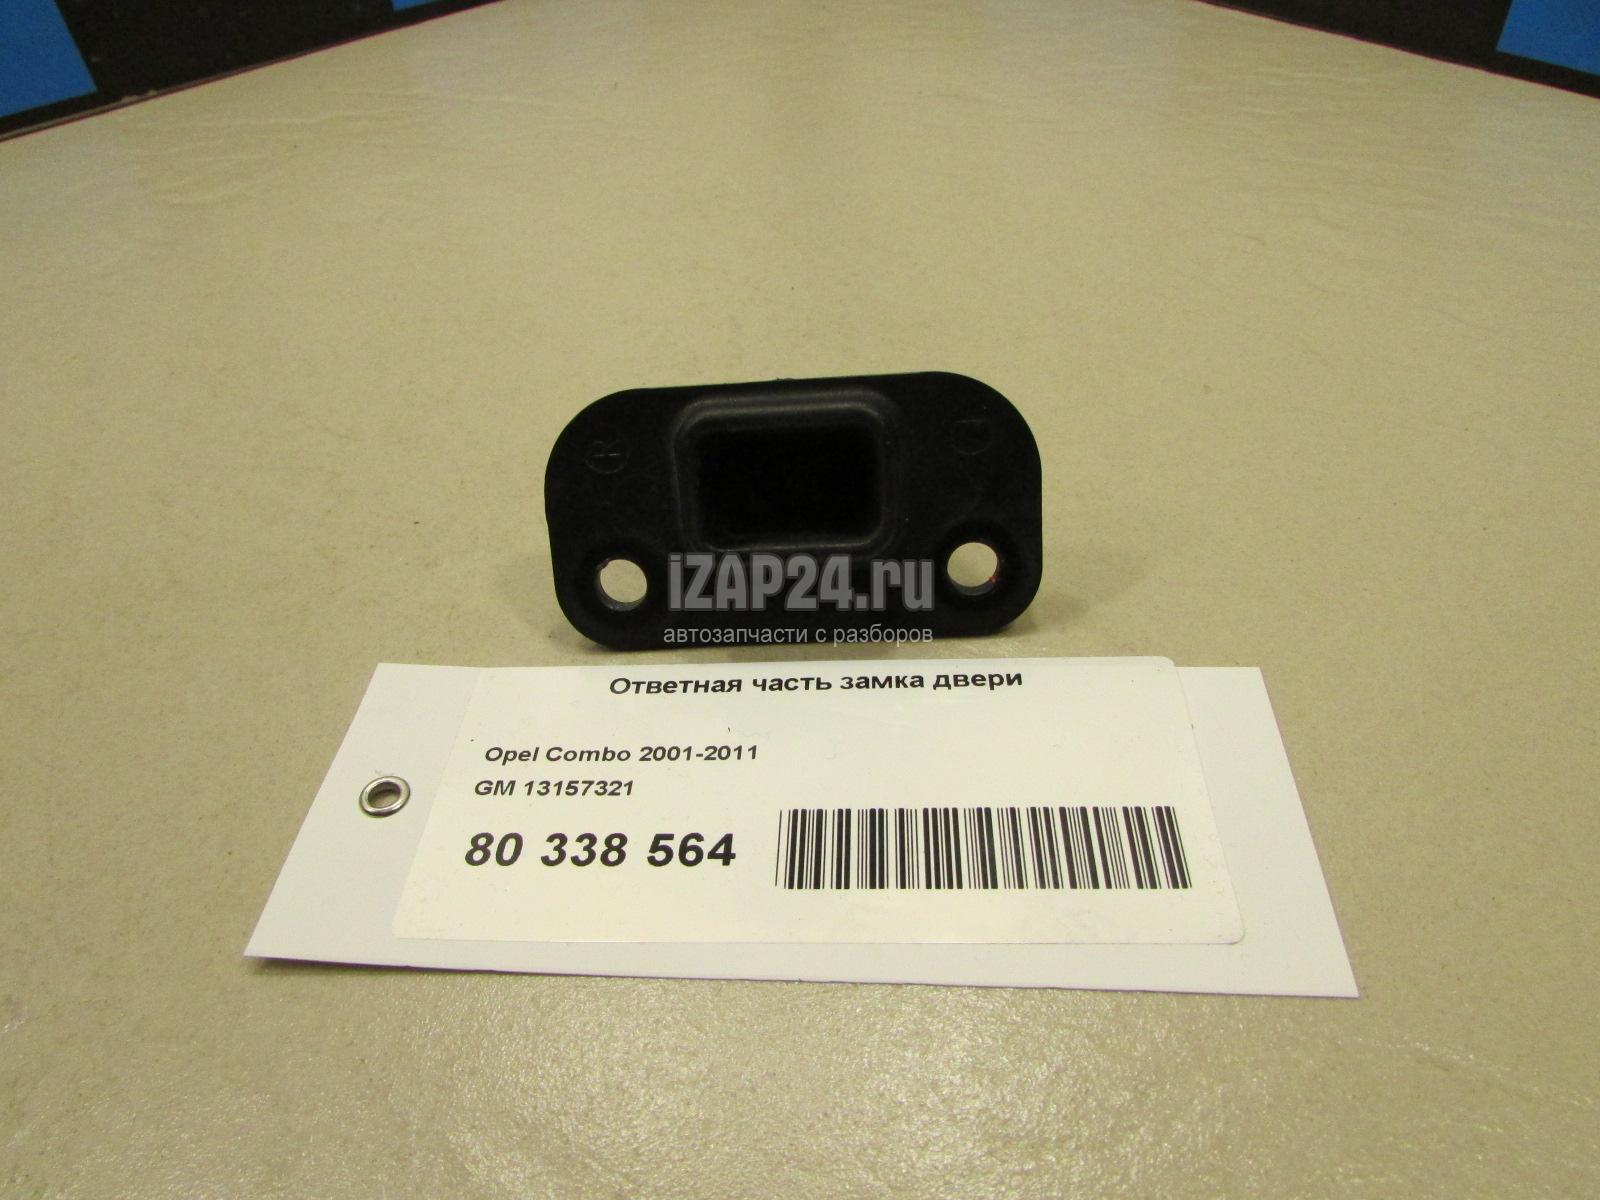 R
iZAP24.ru
автозапчасти с разборов
Ответная часть замка двери
Opel Combo 2001-2011
GM 13157321
80 338 564